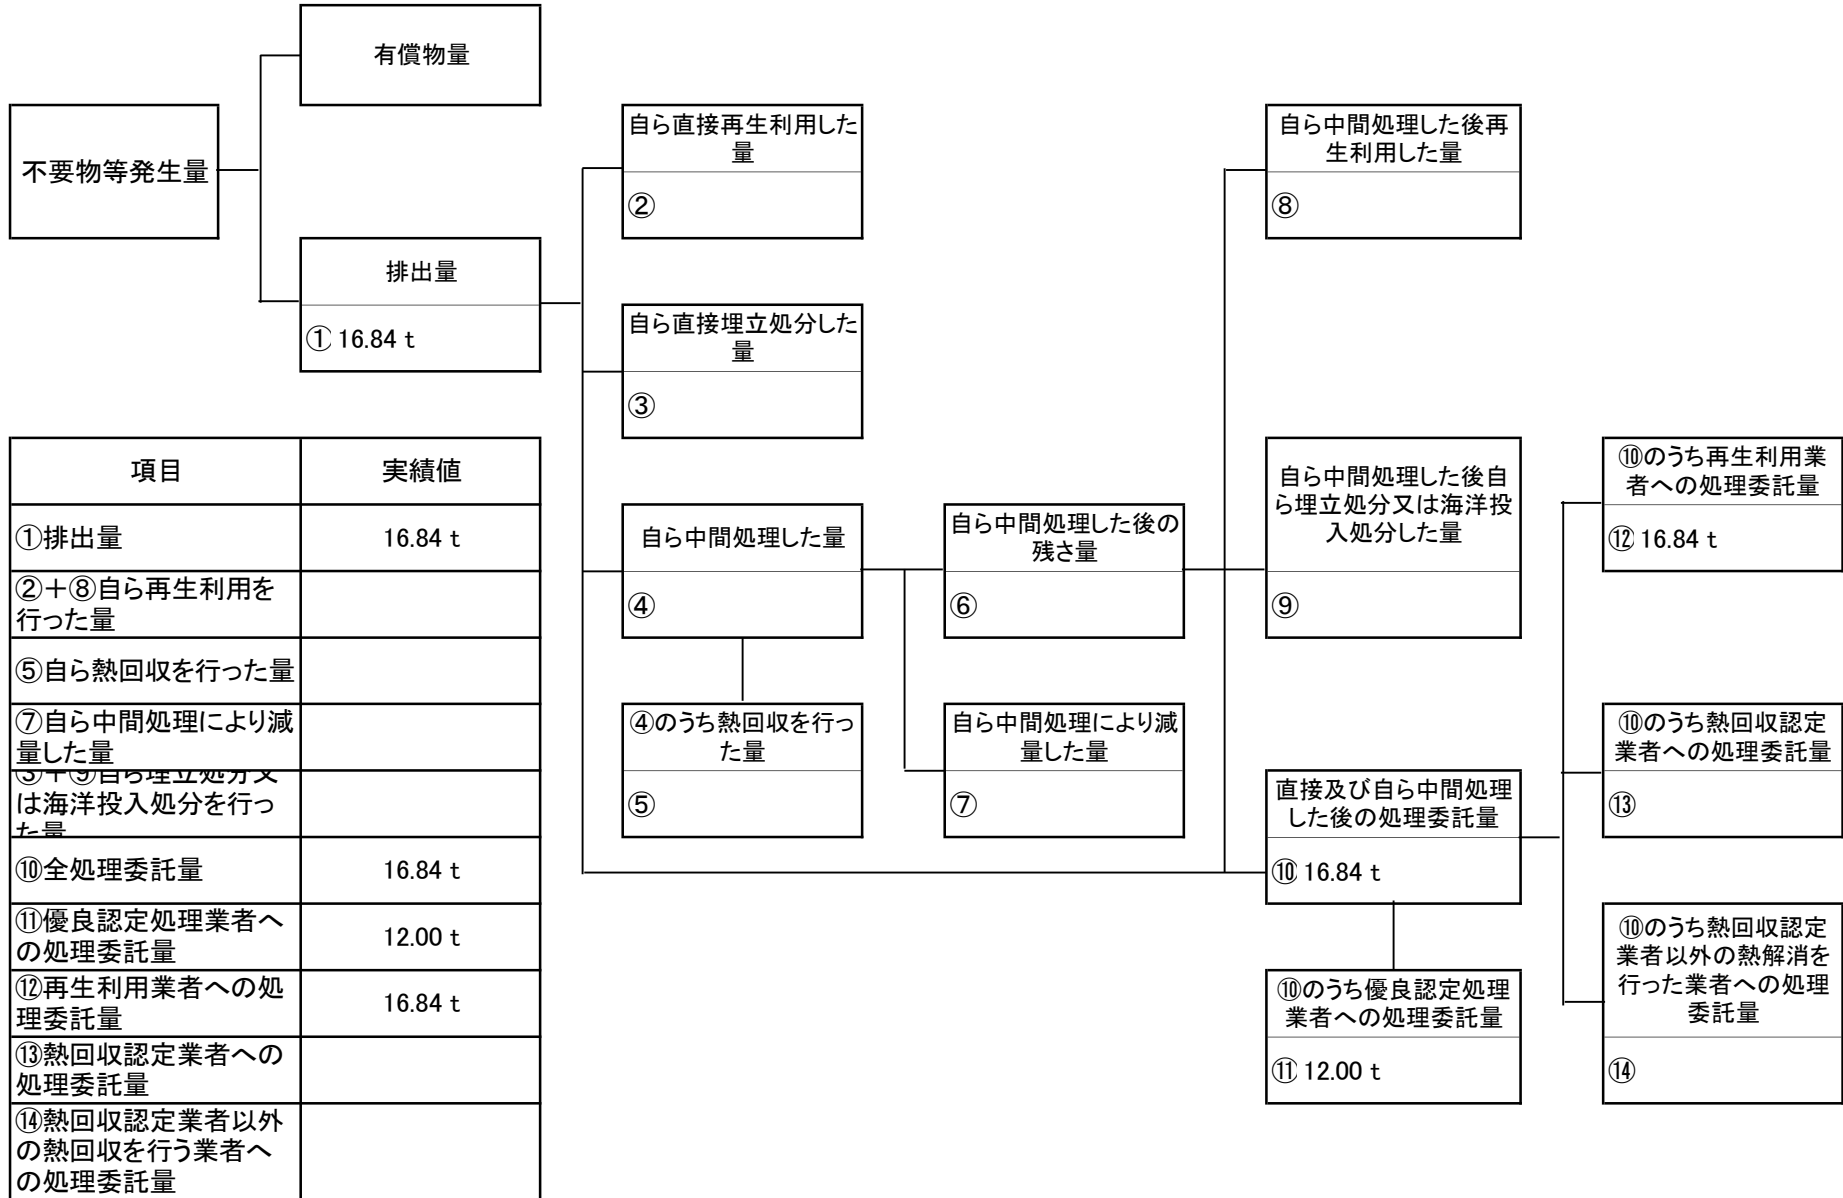 有償物量
不要物等発生量
排出量
① 16.84 t
自ら直接再生利用した
量
②
自ら直接埋立処分した
量
③
自ら中間処理した量
④
④のうち熱回収を行っ
た量
⑤
自ら中間処理した後の
残さ量
⑥
自ら中間処理により減
量した量
⑦
自ら中間処理した後再
生利用した量
⑧
自ら中間処理した後自
ら埋立処分又は海洋投
入処分した量
⑨
直接及び自ら中間処理
した後の処理委託量
⑩ 16.84 t
⑩のうち優良認定処理
業者への処理委託量
⑪ 12.00 t
⑩のうち再生利用業
者への処理委託量
⑫ 16.84 t
⑩のうち熱回収認定
業者への処理委託量
⑬
⑩のうち熱回収認定
業者以外の熱解消を
行った業者への処理
委託量
⑭
項目 実績値
①排出量 16.84 t
②＋⑧自ら再生利用を
行った量
⑤自ら熱回収を行った量
⑦自ら中間処理により減
量した量
③＋⑨自ら埋立処分又
は海洋投入処分を行っ
た量
⑩全処理委託量 16.84 t
⑪優良認定処理業者へ
の処理委託量 12.00 t
⑫再生利用業者への処
理委託量 16.84 t
⑬熱回収認定業者への
処理委託量
⑭熱回収認定業者以外
の熱回収を行う業者へ
の処理委託量